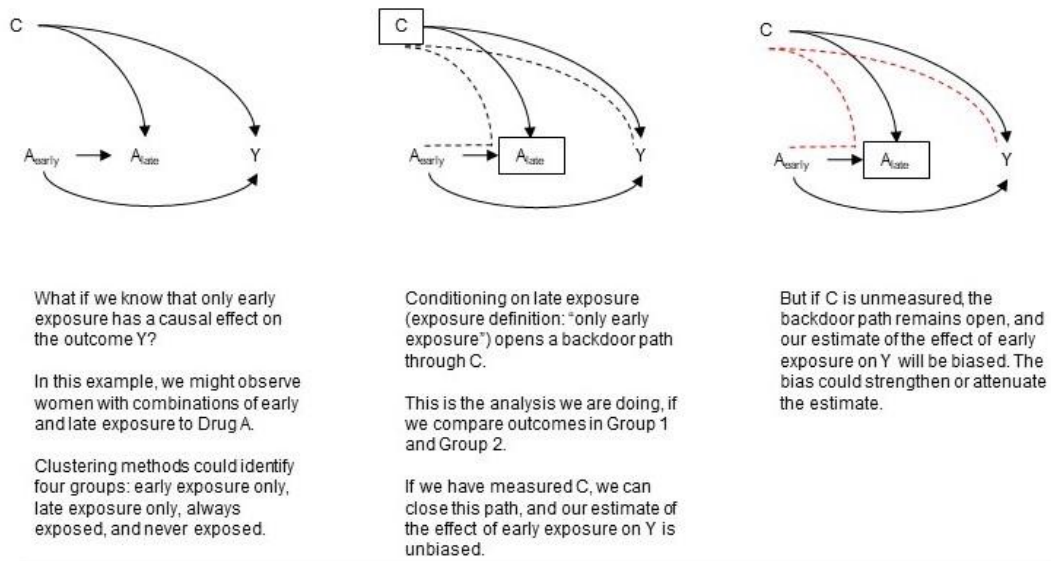 C
A early
A late
Y
C
A early
A late
Y
C
A early
A late
Y
What if we know that only early
exposure has a causal effect on
the outcome Y?
In this example, we might observe
women with combinations of early
and late exposure to Drug A.
Clustering methods could identify
four groups: early exposure only,
late exposure only, always
exposed, and never exposed.
Conditioning on late exposure
(exposure definition: “only early
exposure”) opens a backdoor path
through C.
This is the analysis we are doing, if
we compare outcomes in Group 1
and Group 2.
If we have measured C, we can
close this path, and our estimate of
the effect of early exposure on Y is
unbiased.
But if C is unmeasured, the
backdoor path remains open, and
our estimate of the effect of early
exposure on Y will be biased. The
bias could strengthen or attenuate
the estimate.